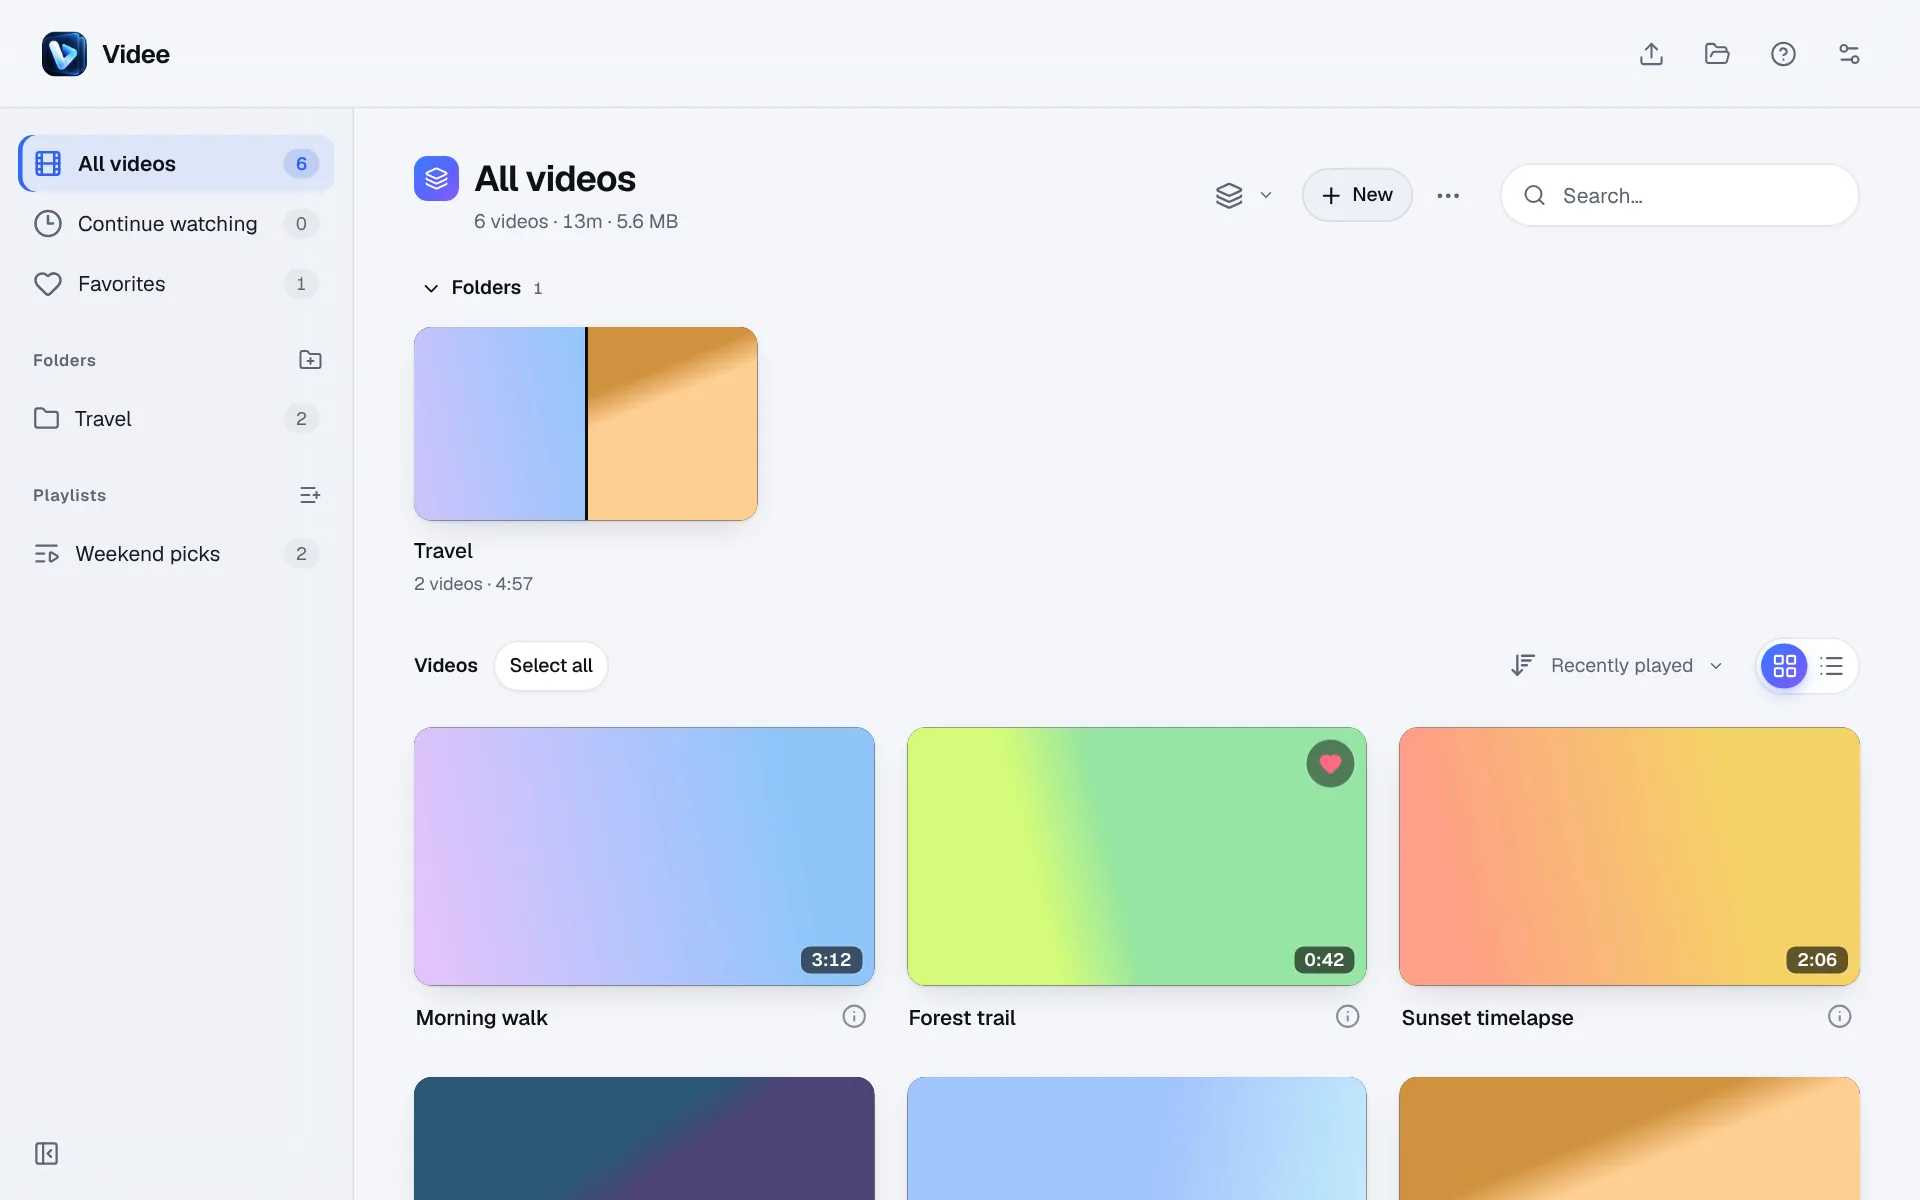 Videe
All videos 6
Continue watching 0
Favorites 1
Folders
Travel 2
Playlists
Weekend picks 2
All videos
6 videos · 13m · 5.6 MB
New
Search...
Folders 1
Travel
2 videos · 4:57
Videos Select all
Recently played
3:12
0:42
2:06
Morning walk
Forest trail
Sunset timelapse